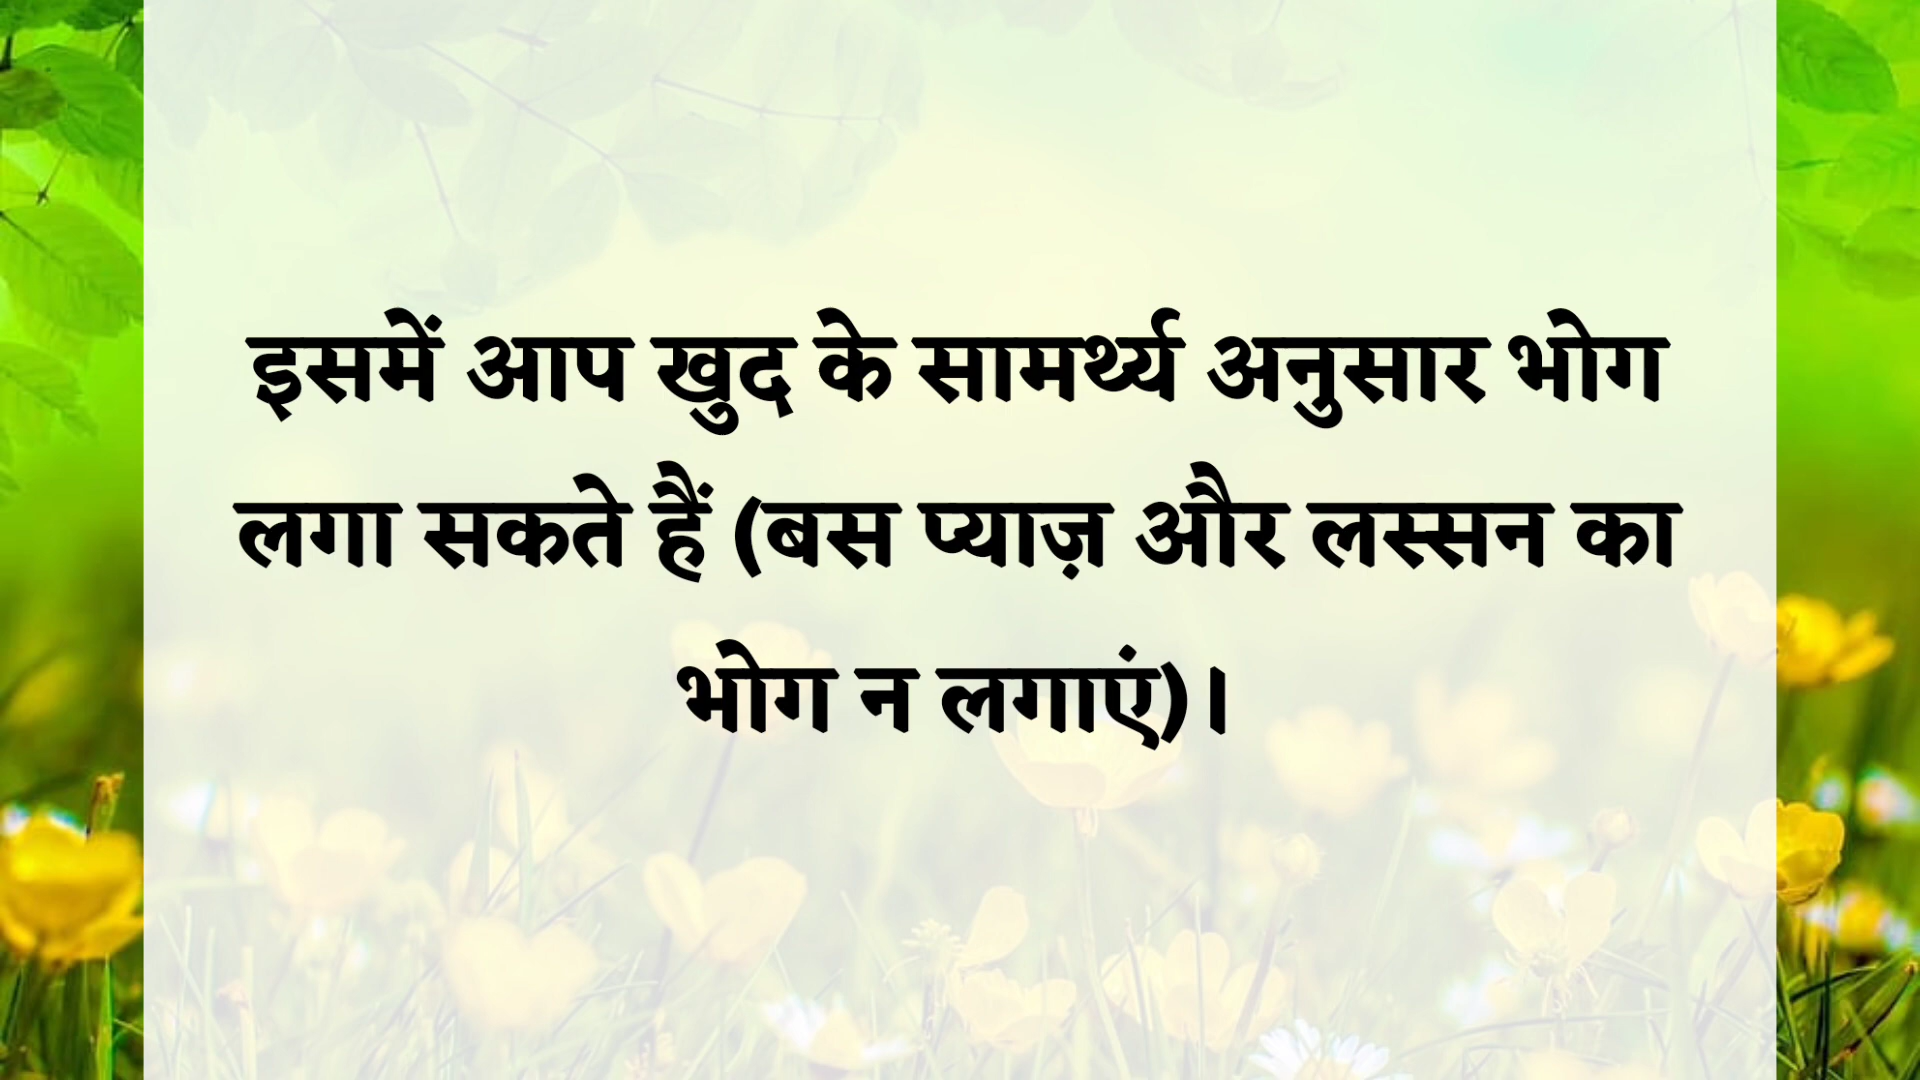 इसमें आप खुद के सामर्थ्य अनुसार भोग
लगा सकते हैं (बस प्याज़ और लस्सन का
भोग न लगाएं)।